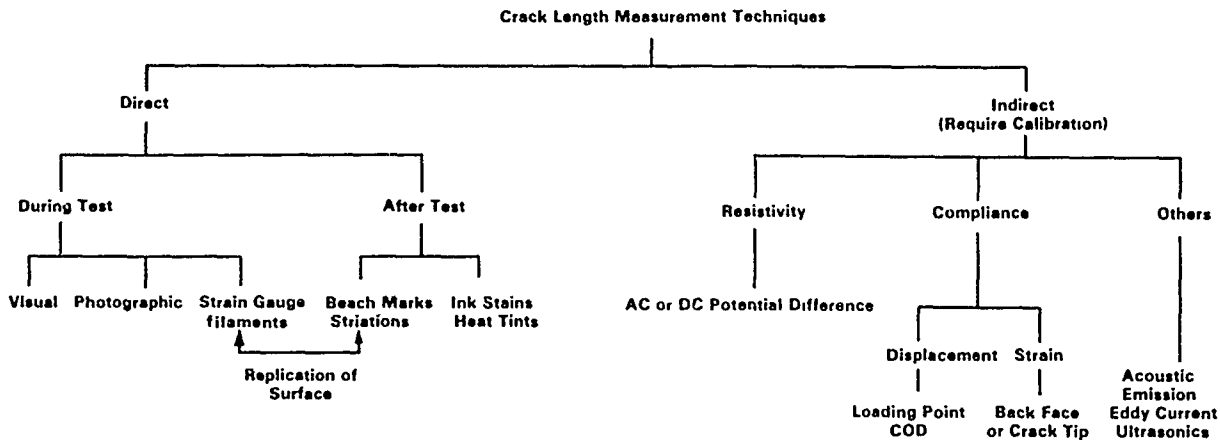 Crack Length Measurement Techniques
Direct
Indirect
(Require Calibration)
During Test
After Test
Resistivity
Compliance
Others
Visual
Photographic
Strain Gauge
filaments
Beach Marks
Striations
Ink Stains
Heat Tints
Replication of
Surface
AC or DC Potential Difference
Displacement
Strain
Loading Point
COD
Back Face
or Crack Tip
Acoustic
Emission
Eddy Current
Ultrasonics